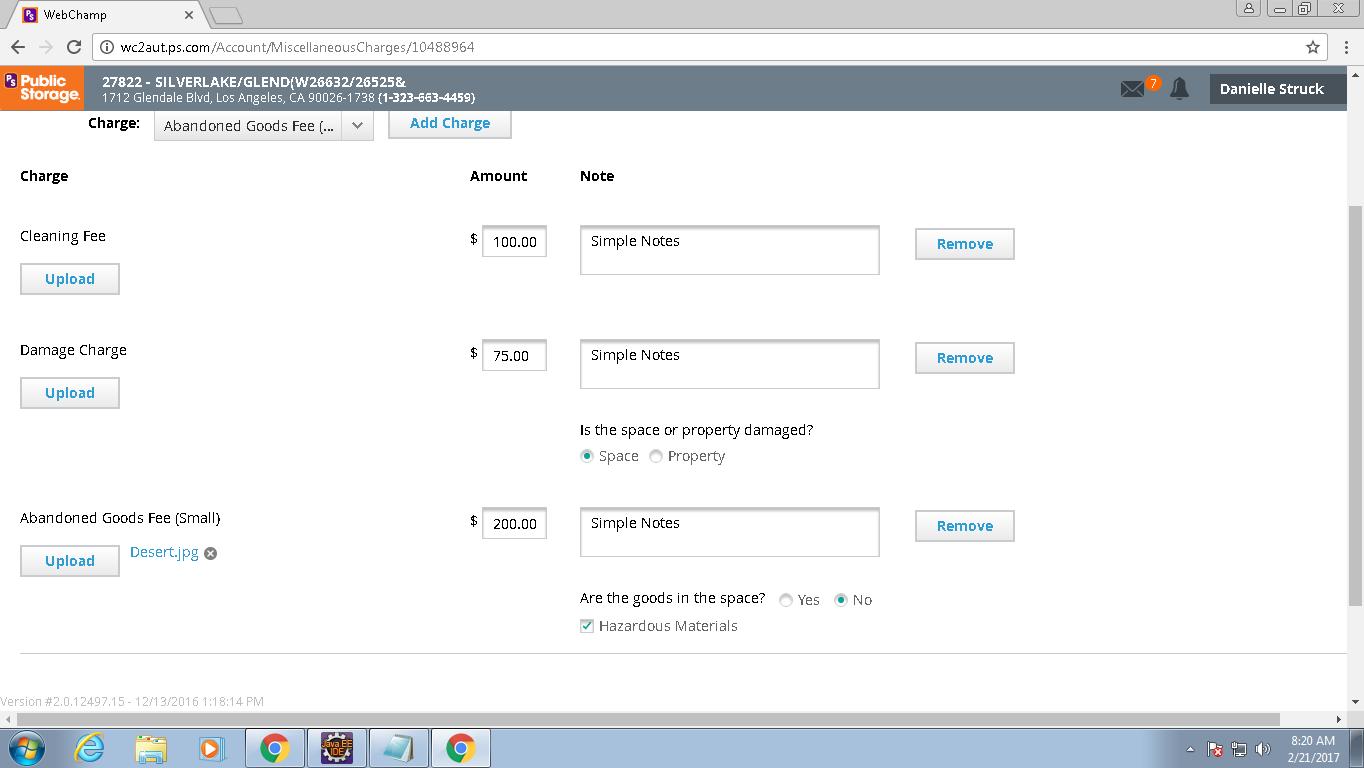 WebChamp
wc2aut.ps.com/Account/MiscellaneousCharges/10488964
Ps Public Storage.
27822 - SILVERLAKE/GLEND(W26632/26525&
1712 Glendale Blvd, Los Angeles, CA 90026-1738 (1-323-663-4459)
7
Danielle Struck
Charge: Abandoned Goods Fee (... Add Charge
Charge Amount Note
Cleaning Fee $ 100.00 Simple Notes Remove
Upload
Damage Charge $ 75.00 Simple Notes Remove
Upload
Is the space or property damaged?
Space Property
Abandoned Goods Fee (Small) $ 200.00 Simple Notes Remove
Upload Desert.jpg
Are the goods in the space? Yes No
Hazardous Materials
Version #2.0.12497.15 - 12/13/2016 1:18:14 PM
Java EE
IDE
8:20 AM
2/21/2017